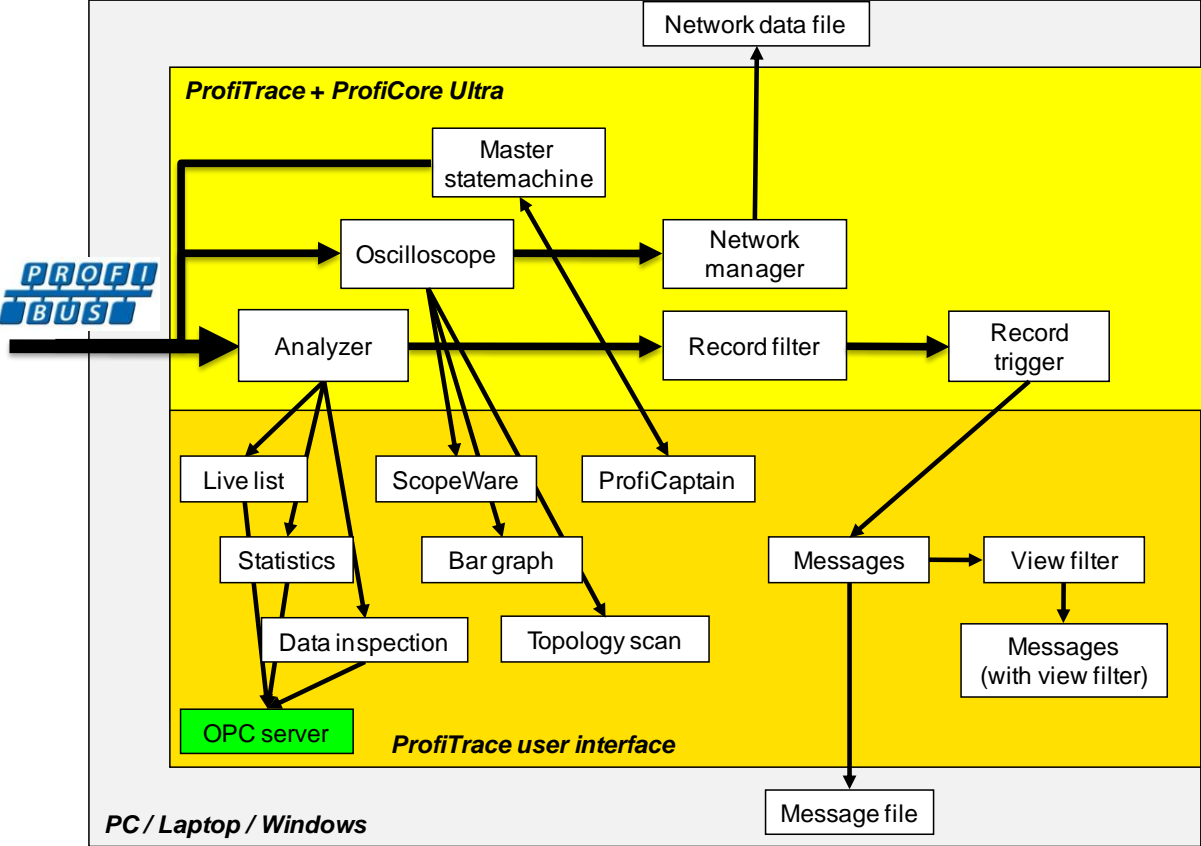 Network data file
ProfiTrace + ProfiCore Ultra
Master
statemachine
Oscilloscope
Network
manager
PROFI
BUS
Analyzer
Record filter
Record
trigger
Live list
ScopeWare
ProfiCaptain
Statistics
Bar graph
Messages
View filter
Data inspection
Topology scan
Messages
(with view filter)
OPC server
ProfiTrace user interface
Message file
PC / Laptop / Windows